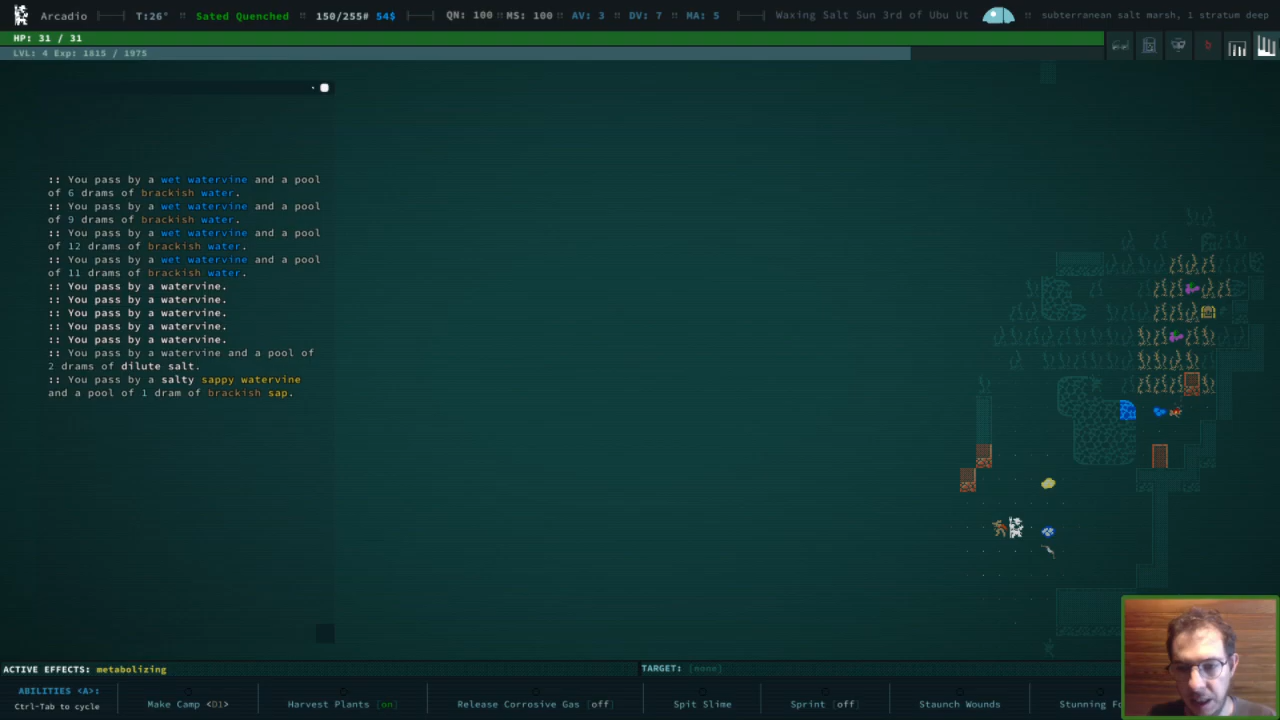 Arcadio T:26° Sated Quenched 150/255# 54$ QN: 100 MS: 100 AV: 3 DV: 7 MA: 5 Waxing Salt Sun 3rd of Ubu Ut subterranean salt marsh, 1 stratum deep
HP: 31 / 31
LVL: 4 Exp: 1815 / 1975
:: You pass by a wet watervine and a pool
of 6 drams of brackish water.
:: You pass by a wet watervine and a pool
of 9 drams of brackish water.
:: You pass by a wet watervine and a pool
of 12 drams of brackish water.
:: You pass by a wet watervine and a pool
of 11 drams of brackish water.
:: You pass by a watervine.
:: You pass by a watervine.
:: You pass by a watervine.
:: You pass by a watervine.
:: You pass by a watervine.
:: You pass by a watervine and a pool of
2 drams of dilute salt.
:: You pass by a salty sappy watervine
and a pool of 1 dram of brackish sap.
ACTIVE EFFECTS: metabolizing TARGET: [none]
ABILITIES <A>:
Ctrl-Tab to cycle
Make Camp <D1> Harvest Plants [on] Release Corrosive Gas [off] Spit Slime Sprint [off] Staunch Wounds Stunning Fo